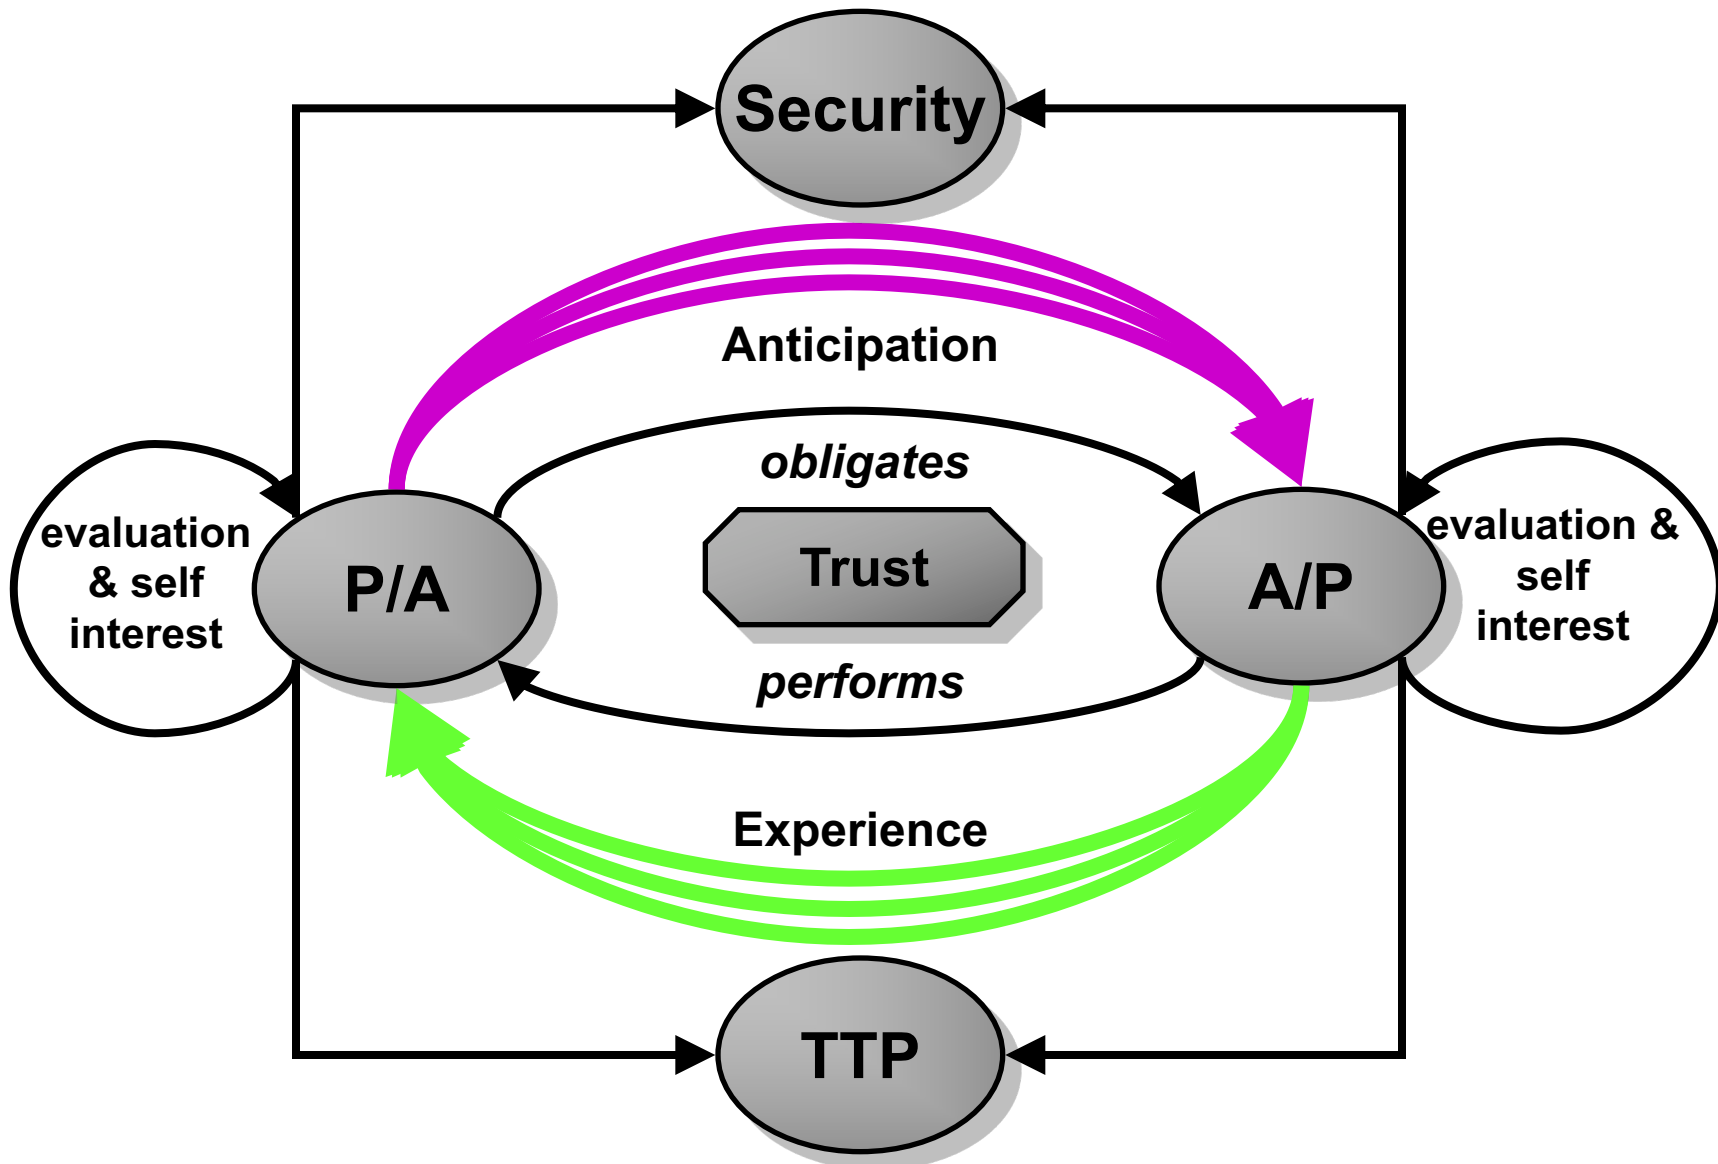 Security
Anticipation
obligates
evaluation
& self
interest
P/A
Trust
A/P
evaluation &
self
interest
performs
Experience
TTP